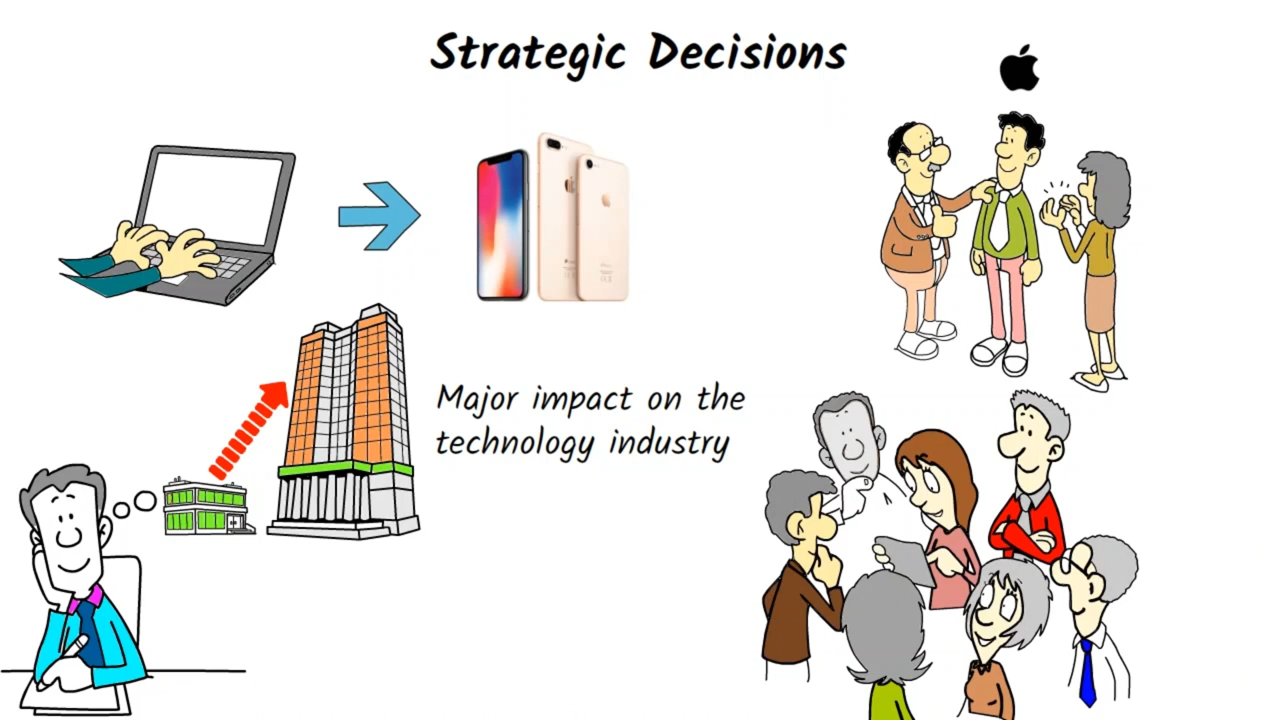 Strategic Decisions
Major impact on the
technology industry